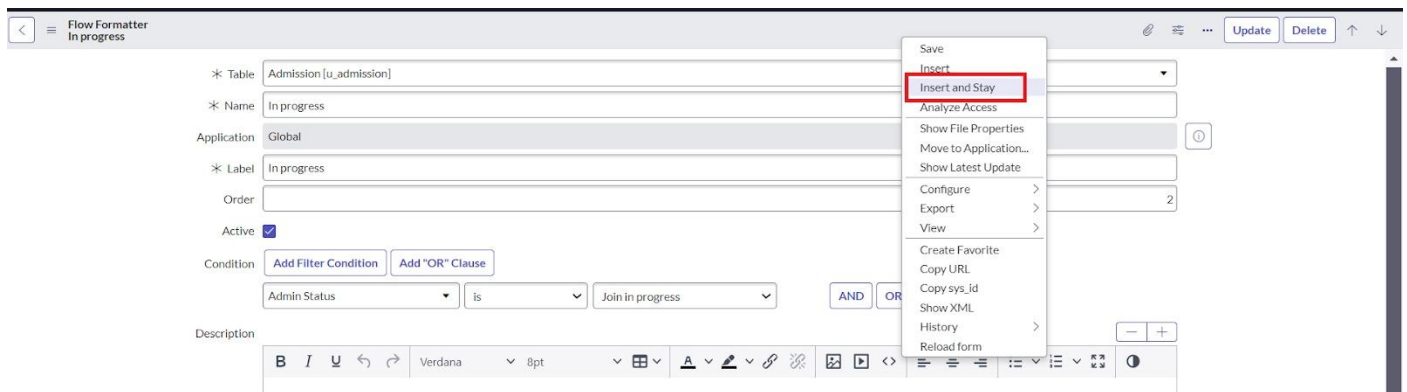 Flow Formatter
In progress
Update
Delete
Table
Admission [u_admission]
Name
In progress
Application
Global
Label
In progress
Order
2
Active
Condition
Add Filter Condition
Add "OR" Clause
Admin Status
is
Join in progress
AND
OR
Description
B I U Verdana 8pt A
Save
Insert
Insert and Stay
Analyze Access
Show File Properties
Move to Application...
Show Latest Update
Configure
Export
View
Create Favorite
Copy URL
Copy sys_id
Show XML
History
Reload form